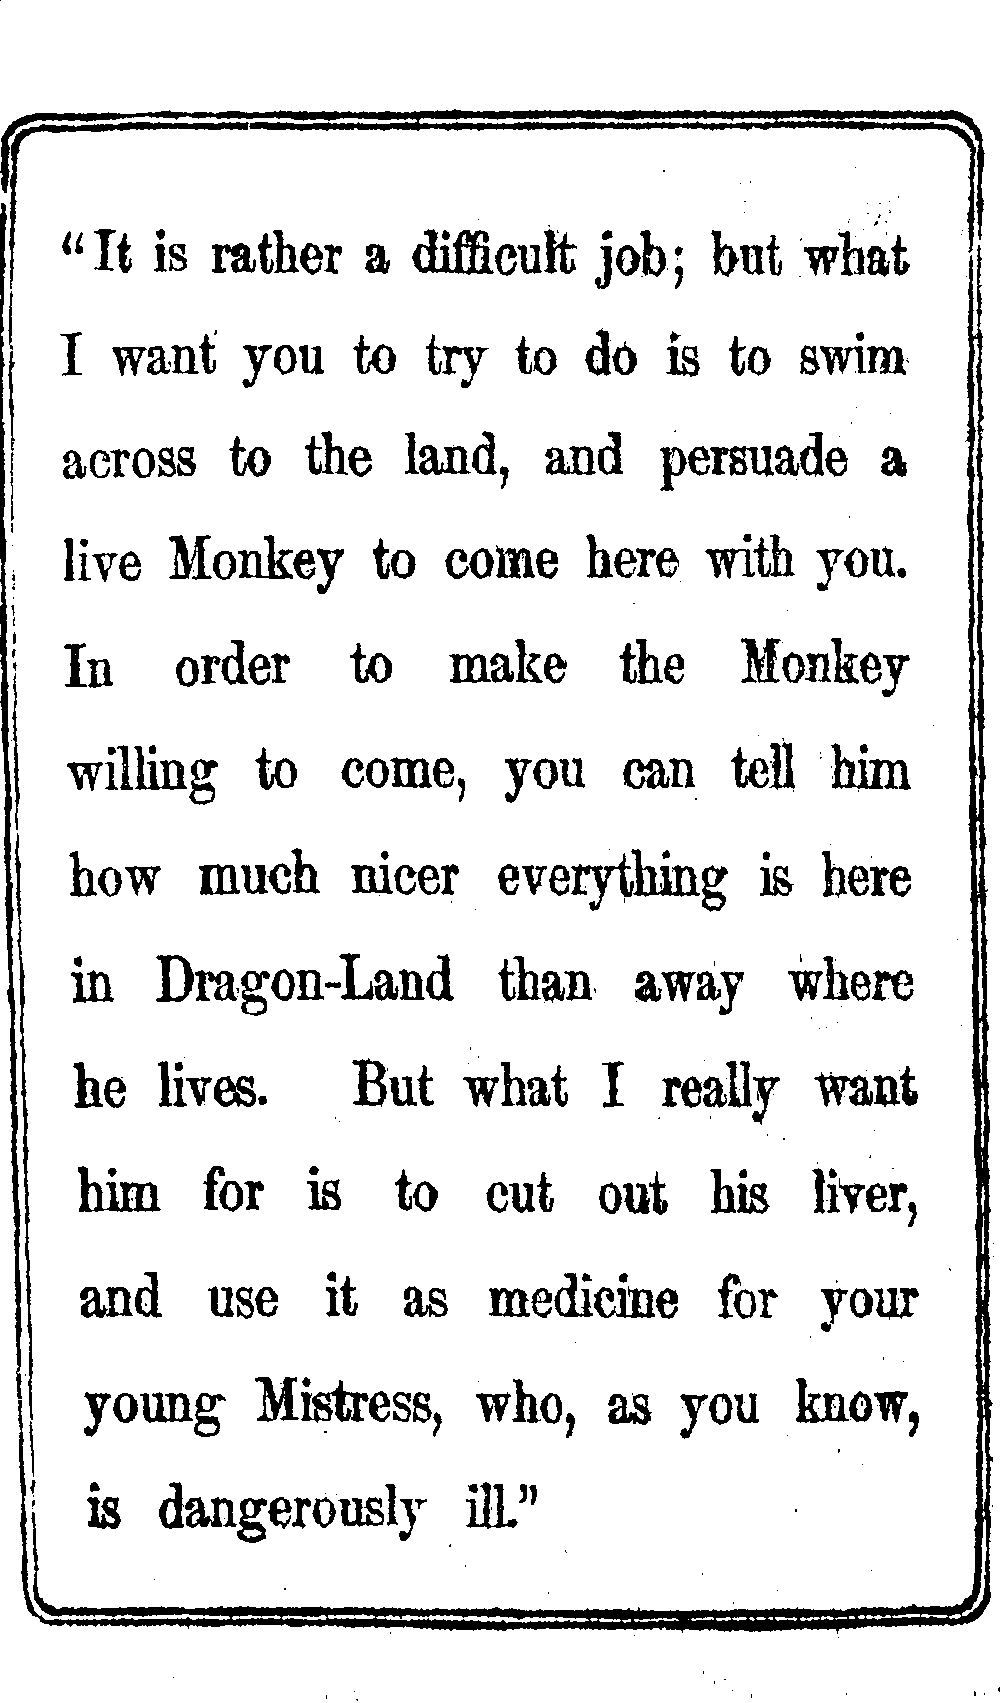 “It is rather a difficult job; but what
I want you to try to do is to swim
across to the land, and persuade a
live Monkey to come here with you.
In order to make the Monkey
willing to come, you can tell him
how much nicer everything is here
in Dragon-Land than away where
he lives. But what I really want
him for is to cut out his liver,
and use it as medicine for your
young Mistress, who, as you know,
is dangerously ill.”